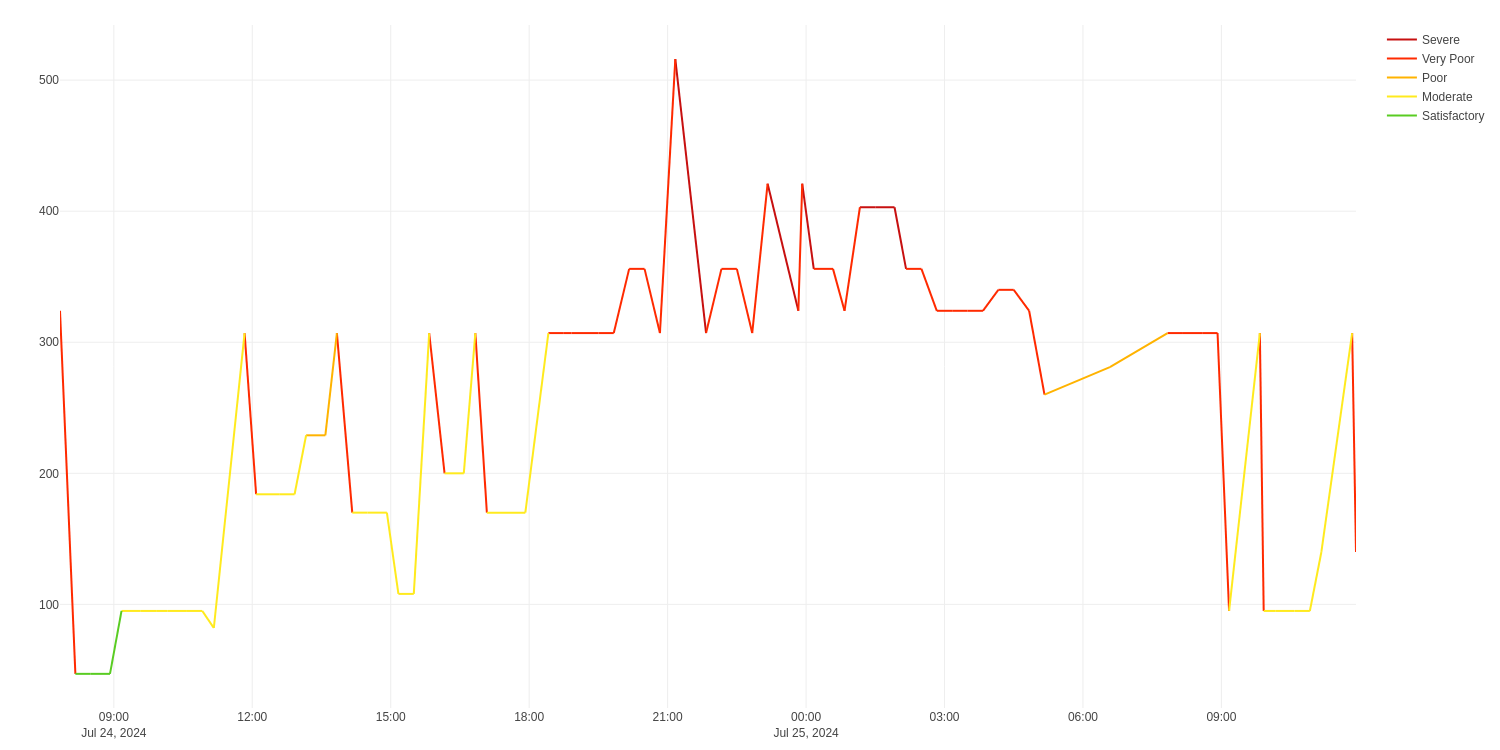 500
400
300
200
100
09:00
Jul 24, 2024
12:00
15:00
18:00
21:00
00:00
Jul 25, 2024
03:00
06:00
09:00
Severe
Very Poor
Poor
Moderate
Satisfactory